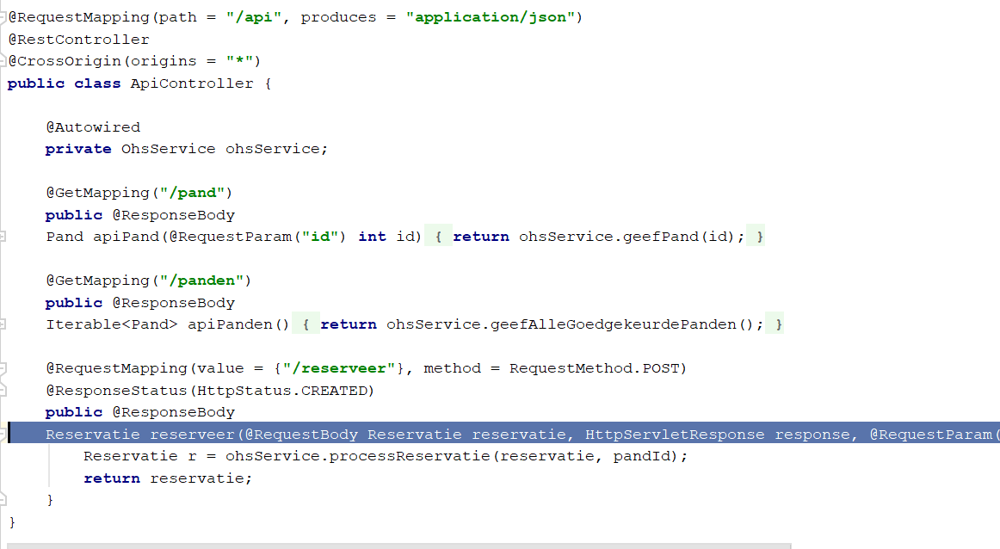 @RequestMapping(path = "/api", produces = "application/json")
@RestController
@CrossOrigin(origins = "*")
public class ApiController {
@Autowired
private OhsService ohsService;
@GetMapping("/pand")
public @ResponseBody
Pand apiPand(@RequestParam("id") int id) { return ohsService.geefPand(id); }
@GetMapping("/panden")
public @ResponseBody
Iterable<Pand> apiPanden() { return ohsService.geefAlleGoedgekeurdePanden(); }
@RequestMapping(value = {"/reserveer"}, method = RequestMethod.POST)
@ResponseStatus(HttpStatus.CREATED)
public @ResponseBody
Reservatie reserveer(@RequestBody Reservatie reservatie, HttpServletResponse response, @RequestParam(
Reservatie r = ohsService.processReservatie(reservatie, pandId);
return reservatie;
}
}